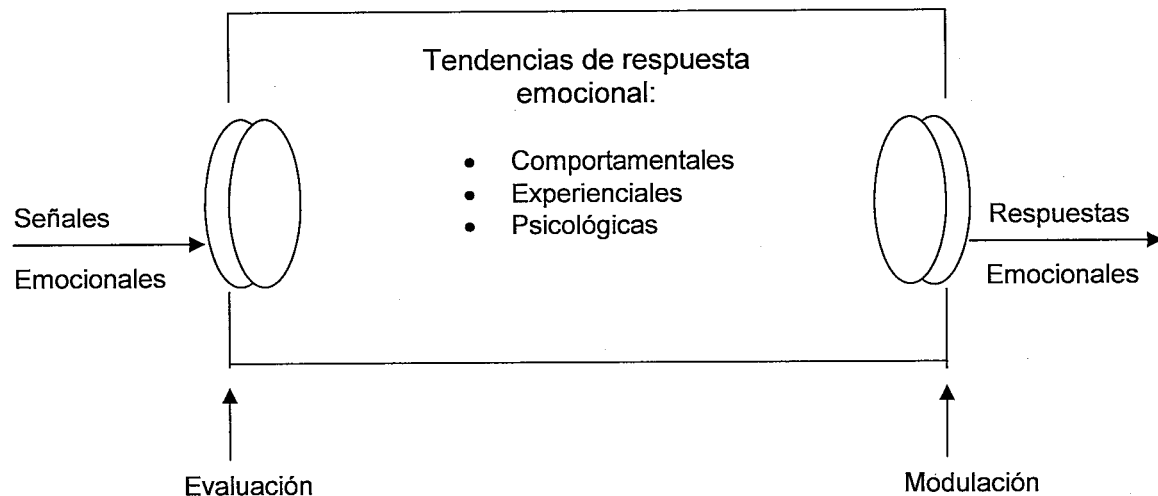 Tendencias de respuesta
emocional:
• Comportamentales
• Experienciales
• Psicológicas
Señales
Emocionales
Respuestas
Emocionales
Evaluación
Modulación